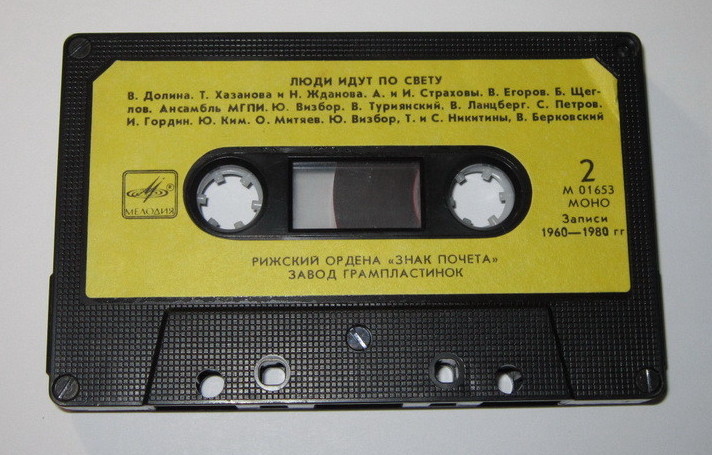 ЛЮДИ ИДУТ ПО СВЕТУ
В. Долина. Т. Хазанова и Н. Жданова. А. и И. Страховы. В. Егоров. Б. Щег-
лов. Ансамбль МГПИ. Ю. Визбор. В. Туриянский, В. Ланцберг. С. Петров.
И. Гордин. Ю. Ким. О. Митяев. Ю. Визбор, Т. и С. Никитины, В. Берковский
МЕЛОДИЯ
2
М 01653
МОНО
Записи
1960—1980 гг
РИЖСКИЙ ОРДЕНА «ЗНАК ПОЧЕТА»
ЗАВОД ГРАМПЛАСТИНОК